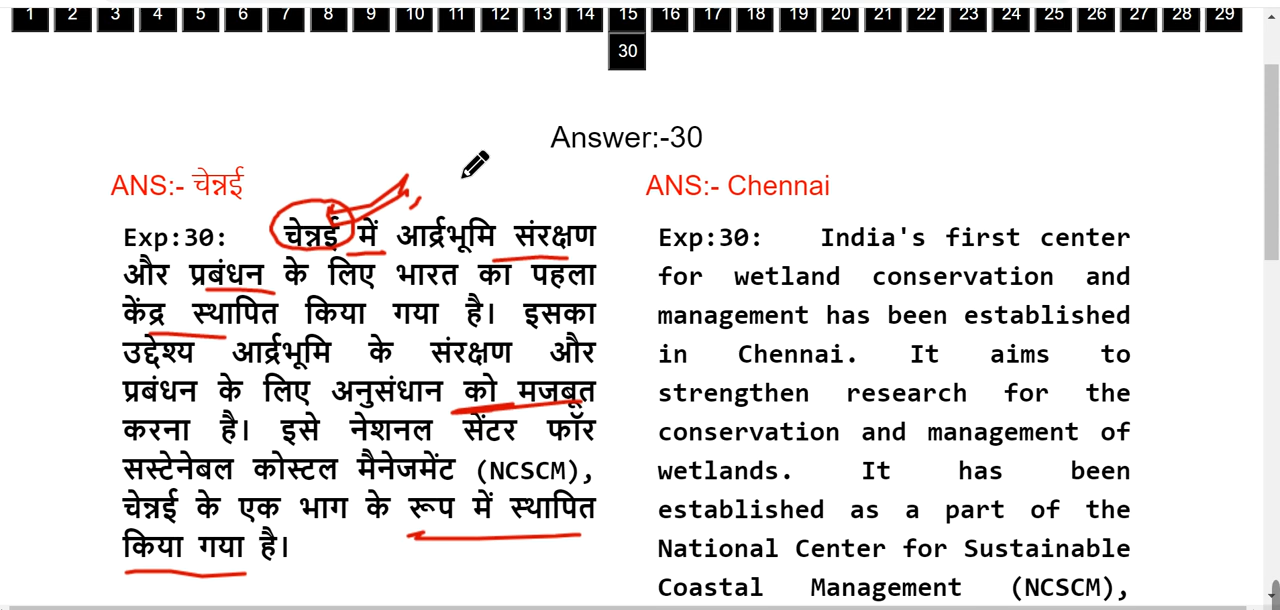 1 2 3 4 5 6 7 8 9 10 11 12 13 14 15 16 17 18 19 20 21 22 23 24 25 26 27 28 29
30
Answer:-30
ANS:- चेन्नई
Exp:30: चेन्नई में आर्द्रभूमि संरक्षण
और प्रबंधन के लिए भारत का पहला
केंद्र स्थापित किया गया है। इसका
उद्देश्य आर्द्रभूमि के संरक्षण और
प्रबंधन के लिए अनुसंधान को मजबूत
करना है। इसे नेशनल सेंटर फॉर
सस्टेनेबल कोस्टल मैनेजमेंट (NCSCM),
चेन्नई के एक भाग के रूप में स्थापित
किया गया है।
ANS:- Chennai
Exp:30: India's first center
for wetland conservation and
management has been established
in Chennai. It aims to
strengthen research for the
conservation and management of
wetlands. It has been
established as a part of the
National Center for Sustainable
Coastal Management (NCSCM),